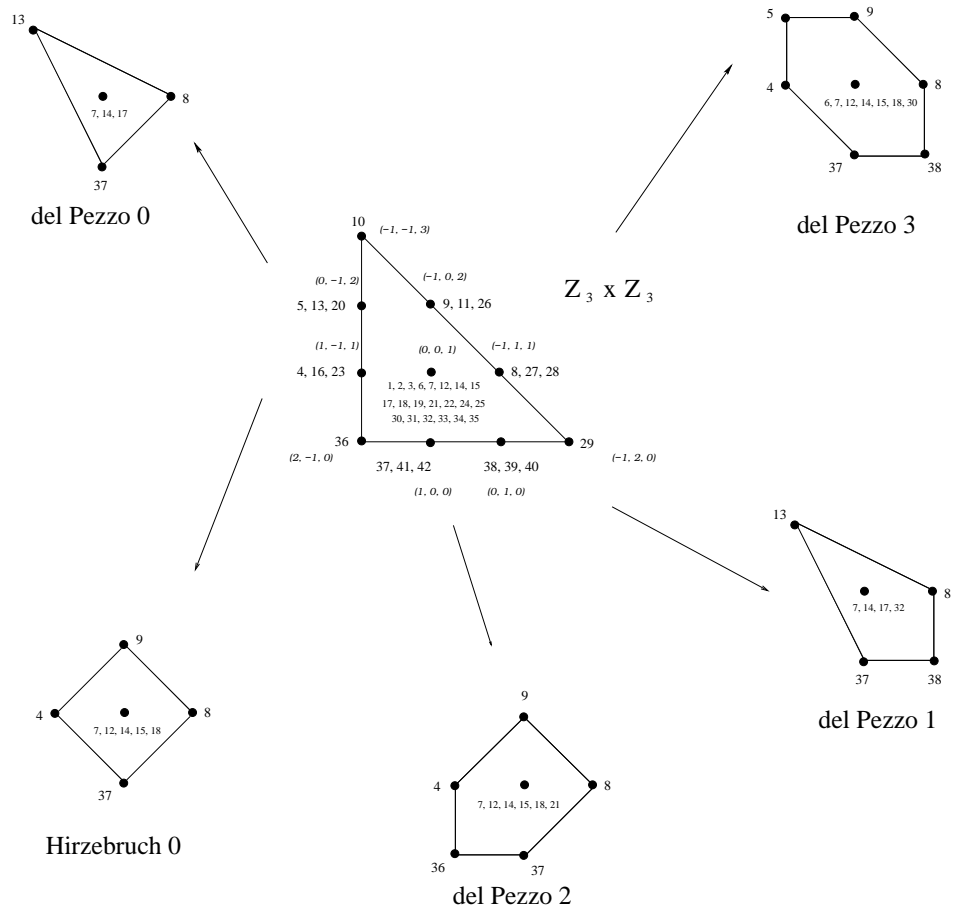 13
8
7, 14, 17
37
del Pezzo 0
5
9
4
8
6, 7, 12, 14, 15, 18, 30
37
38
del Pezzo 3
10
(-1, -1, 3)
(0, -1, 2)
(-1, 0, 2)
Z 3 x Z 3
5, 13, 20
9, 11, 26
(1, -1, 1)
(0, 0, 1)
(-1, 1, 1)
4, 16, 23
8, 27, 28
1, 2, 3, 6, 7, 12, 14, 15
17, 18, 19, 21, 22, 24, 25
30, 31, 32, 33, 34, 35
36
29
(2, -1, 0)
37, 41, 42
38, 39, 40
(-1, 2, 0)
(1, 0, 0)
(0, 1, 0)
13
8
7, 14, 17, 32
37
38
del Pezzo 1
9
4
8
7, 12, 14, 15, 18
37
Hirzebruch 0
9
4
8
7, 12, 14, 15, 18, 21
36
37
del Pezzo 2